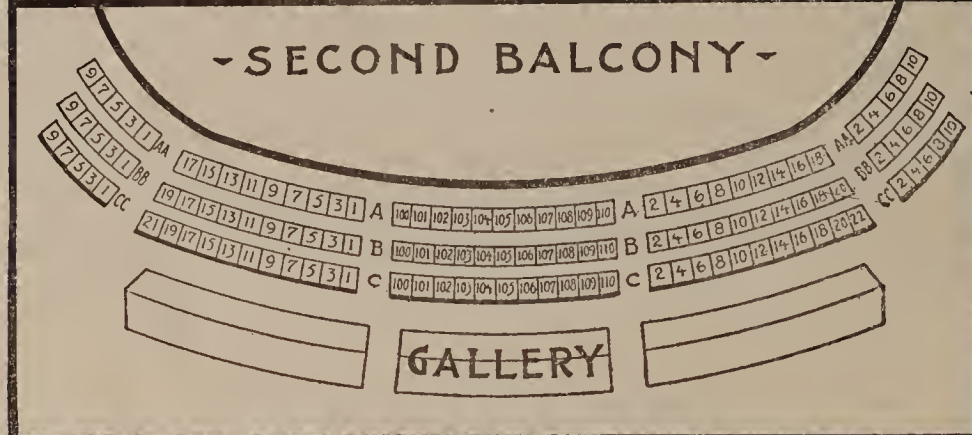 -SECOND BALCONY-
9 7 5 3 1 AA
9 7 5 3 1 BB
9 7 5 3 1 CC
17 15 13 11 9 7 5 3 1 A 100 101 102 103 104 105 106 107 108 109 110 A 2 4 6 8 10 12 14 16 18
19 17 15 13 11 9 7 5 3 1 B 100 101 102 103 104 105 106 107 108 109 110 B 2 4 6 8 10 12 14 16 18 20
21 19 17 15 13 11 9 7 5 3 1 C 100 101 102 103 104 105 106 107 108 109 110 C 2 4 6 8 10 12 14 16 18 20 22
AA 2 4 6 8 10
BB 2 4 6 8 10
CC 2 4 6 8 10
GALLERY